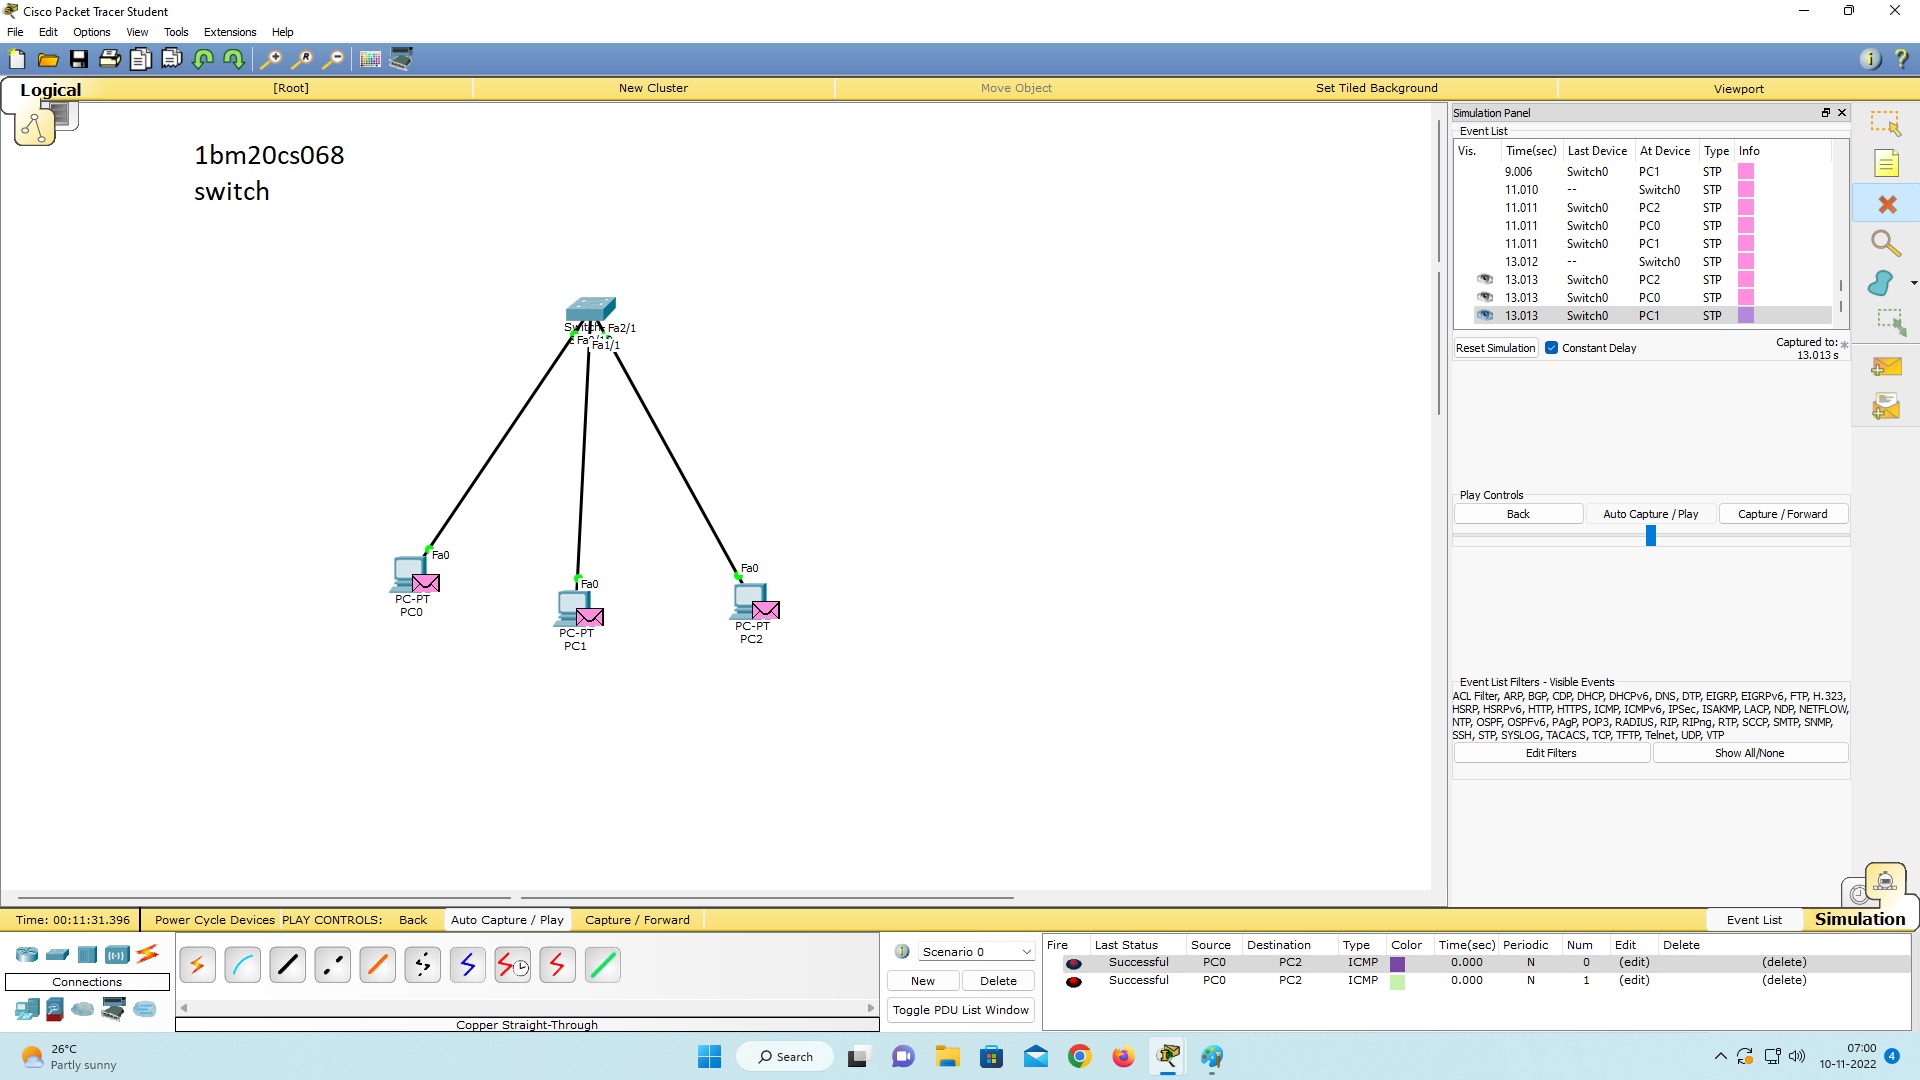 Cisco Packet Tracer Student
File Edit Options View Tools Extensions Help
Logical [Root] New Cluster Move Object Set Tiled Background Viewport
1bm20cs068
switch
Fa2/1
Fa1/1
Fa0
PC-PT
PC0
Fa0
PC-PT
PC1
Fa0
PC-PT
PC2
Simulation Panel
Event List
Vis. Time(sec) Last Device At Device Type Info
9.006 Switch0 PC1 STP
11.010 -- Switch0 STP
11.011 Switch0 PC2 STP
11.011 Switch0 PC0 STP
11.011 Switch0 PC1 STP
13.012 -- Switch0 STP
13.013 Switch0 PC2 STP
13.013 Switch0 PC0 STP
13.013 Switch0 PC1 STP
Reset Simulation Constant Delay Captured to: *
13.013 s
Play Controls
Back Auto Capture / Play Capture / Forward
Event List Filters - Visible Events
ACL Filter, ARP, BGP, CDP, DHCP, DHCPv6, DNS, DTP, EIGRP, EIGRPv6, FTP, H.323,
HSRP, HSRPv6, HTTP, HTTPS, ICMP, ICMPv6, IPSec, ISAKMP, LACP, NDP, NETFLOW,
NTP, OSPF, OSPFv6, PAgP, POP3, RADIUS, RIP, RIPng, RTP, SCCP, SMTP, SNMP,
SSH, STP, SYSLOG, TACACS, TCP, TFTP, Telnet, UDP, VTP
Edit Filters Show All/None
Time: 00:11:31.396 Power Cycle Devices PLAY CONTROLS: Back Auto Capture / Play Capture / Forward Event List Simulation
Connections
Copper Straight-Through
Scenario 0
New Delete
Toggle PDU List Window
Fire Last Status Source Destination Type Color Time(sec) Periodic Num Edit Delete
Successful PC0 PC2 ICMP 0.000 N 0 (edit) (delete)
Successful PC0 PC2 ICMP 0.000 N 1 (edit) (delete)
26°C
Partly sunny
Search
07:00
10-11-2022
4